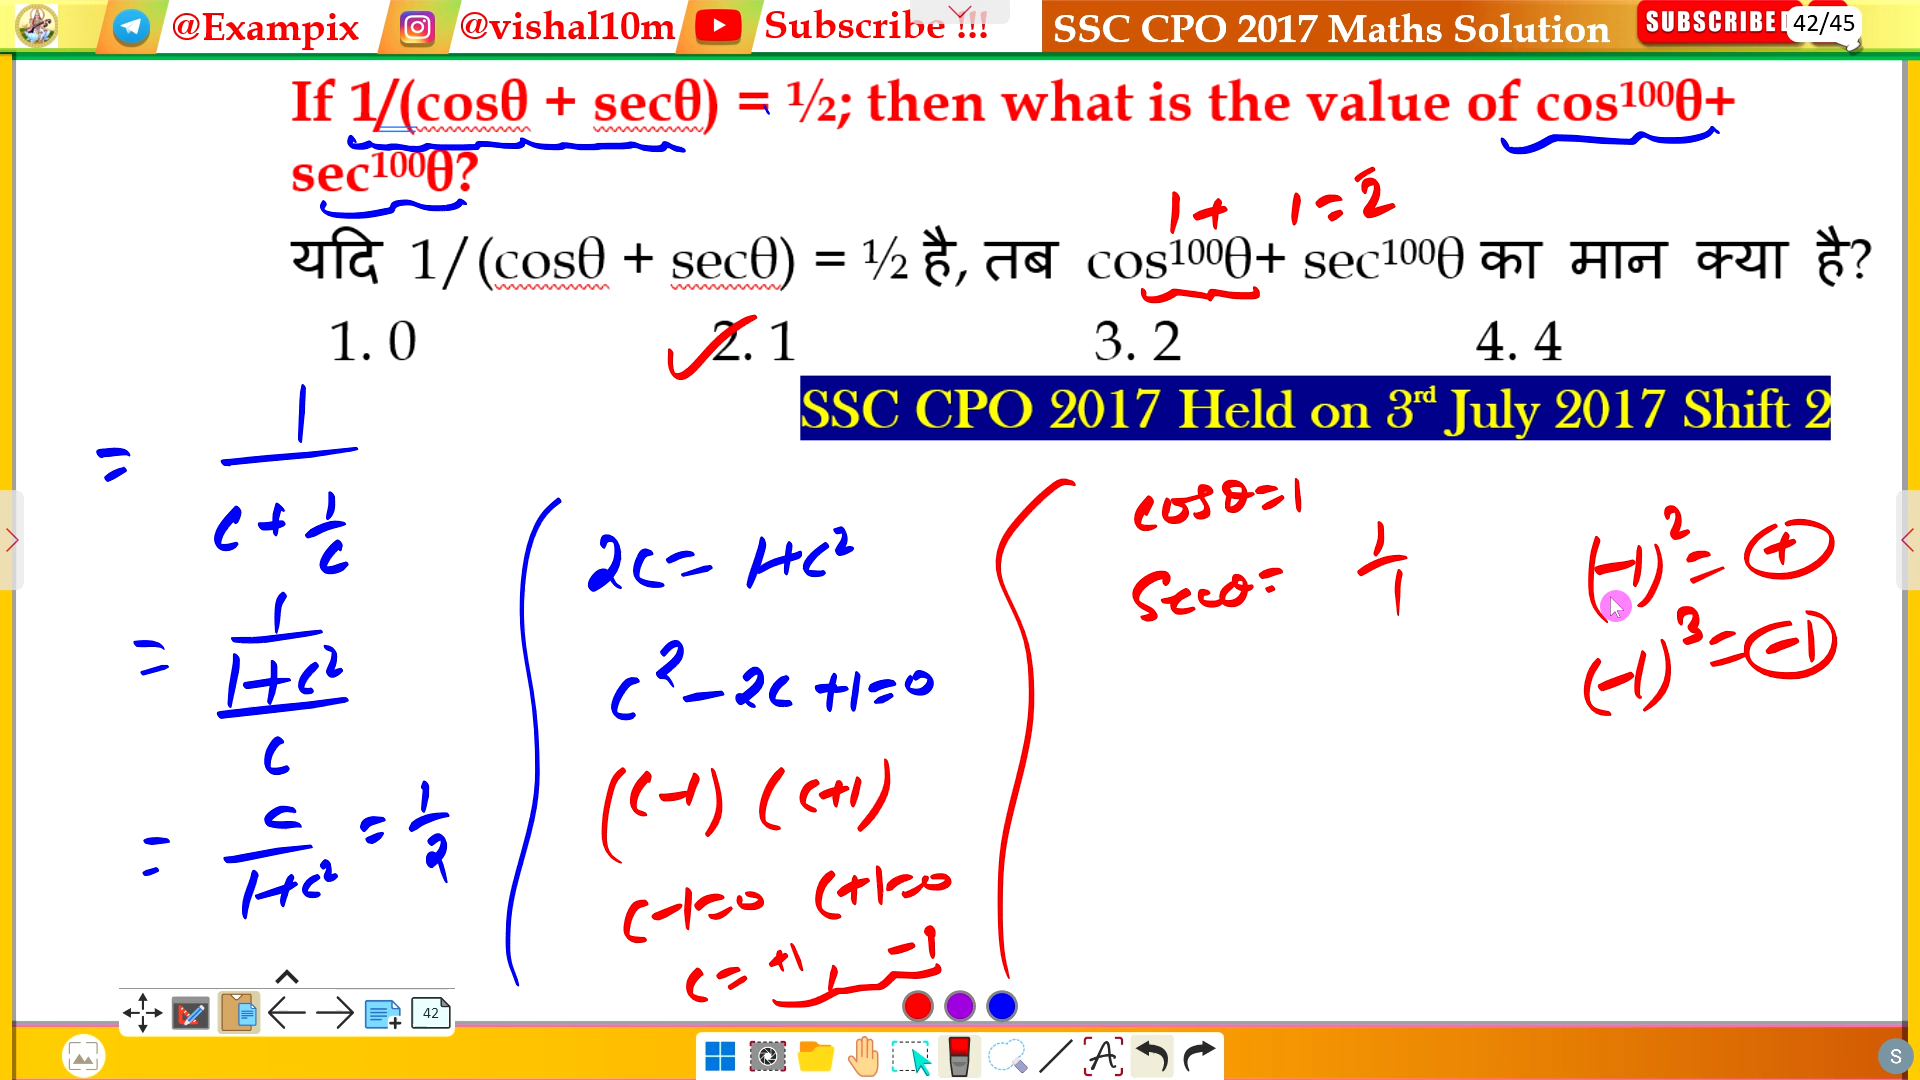 @Exampix @vishal10m Subscribe !!! SSC CPO 2017 Maths Solution SUBSCRIBED 42/45
If 1/(cosθ + secθ) = ½; then what is the value of cos¹⁰⁰θ+
sec¹⁰⁰θ?
1 + 1 = 2
यदि 1/(cosθ + secθ) = ½ है, तब cos¹⁰⁰θ+ sec¹⁰⁰θ का मान क्या है?
1. 0 2. 1 3. 2 4. 4
SSC CPO 2017 Held on 3rd July 2017 Shift 2
= 1/(c + 1/c)
= 1/((1+c²)/c)
= c/(1+c²) = 1/2
2c = 1+c²
c² - 2c + 1 = 0
(c-1) (c+1)
c-1=0 c+1=0
c = +1, -1
cosθ = 1
secθ = 1/1
(-1)² = +
(-1)³ = -1
42
S